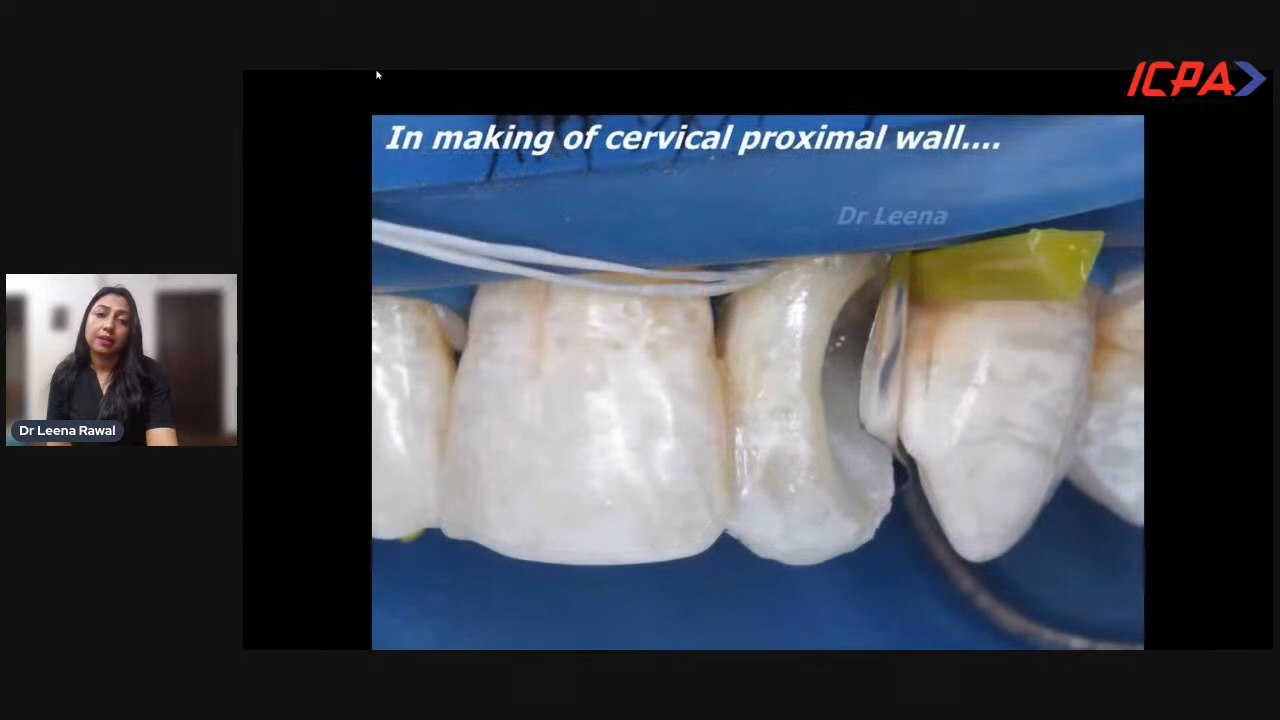 ICPA
In making of cervical proximal wall....
Dr Leena
Dr Leena Rawal